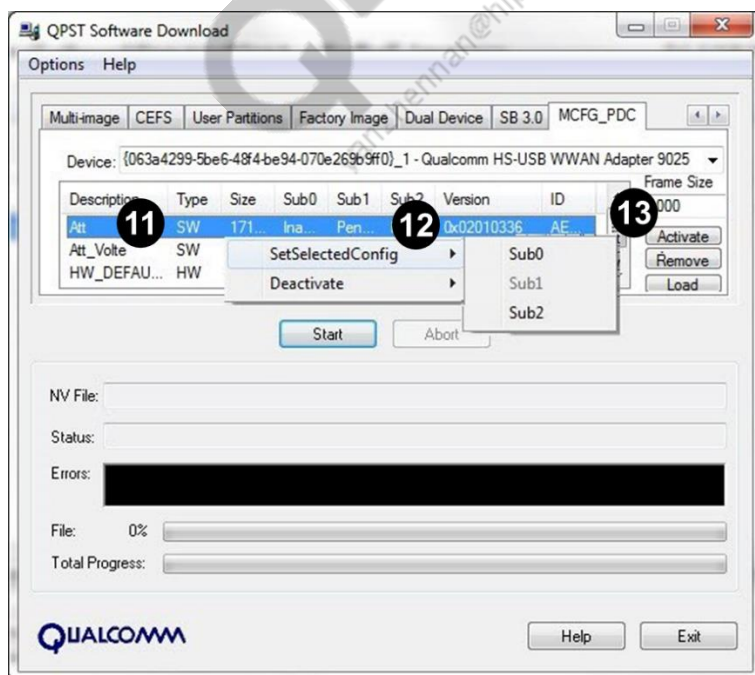 QPST Software Download
Options Help
Multi-image CEFS User Partitions Factory Image Dual Device SB 3.0 MCFG_PDC
Device: {063a4299-5be6-48f4-be94-070e269b9ff0}_1 - Qualcomm HS-USB WWAN Adapter 9025
Frame Size
Description Type Size Sub0 Sub1 Sub2 Version ID
000
Att 11 SW 171... Ina... Pen... 12 0x02010336 AE... 13
Activate
Att_Volte SW
SetSelectedConfig
Sub0
Remove
HW_DEFAU... HW
Deactivate
Sub1
Load
Sub2
Start Abort
NV File:
Status:
Errors:
File: 0%
Total Progress:
QUALCOMM
Help Exit